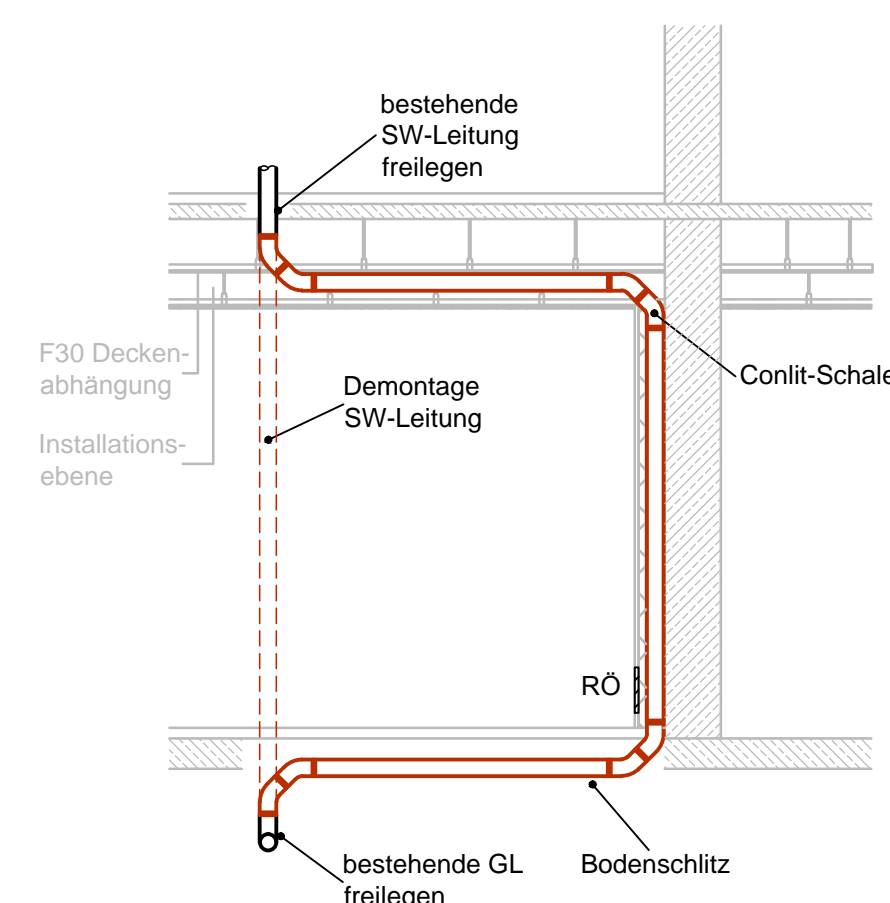 bestehende
SW-Leitung
freilegen
F30 Decken-
abhängung
Installations-
ebene
Demontage
SW-Leitung
Conlit-Schale
RÖ
bestehende GL
freilegen
Bodenschlitz